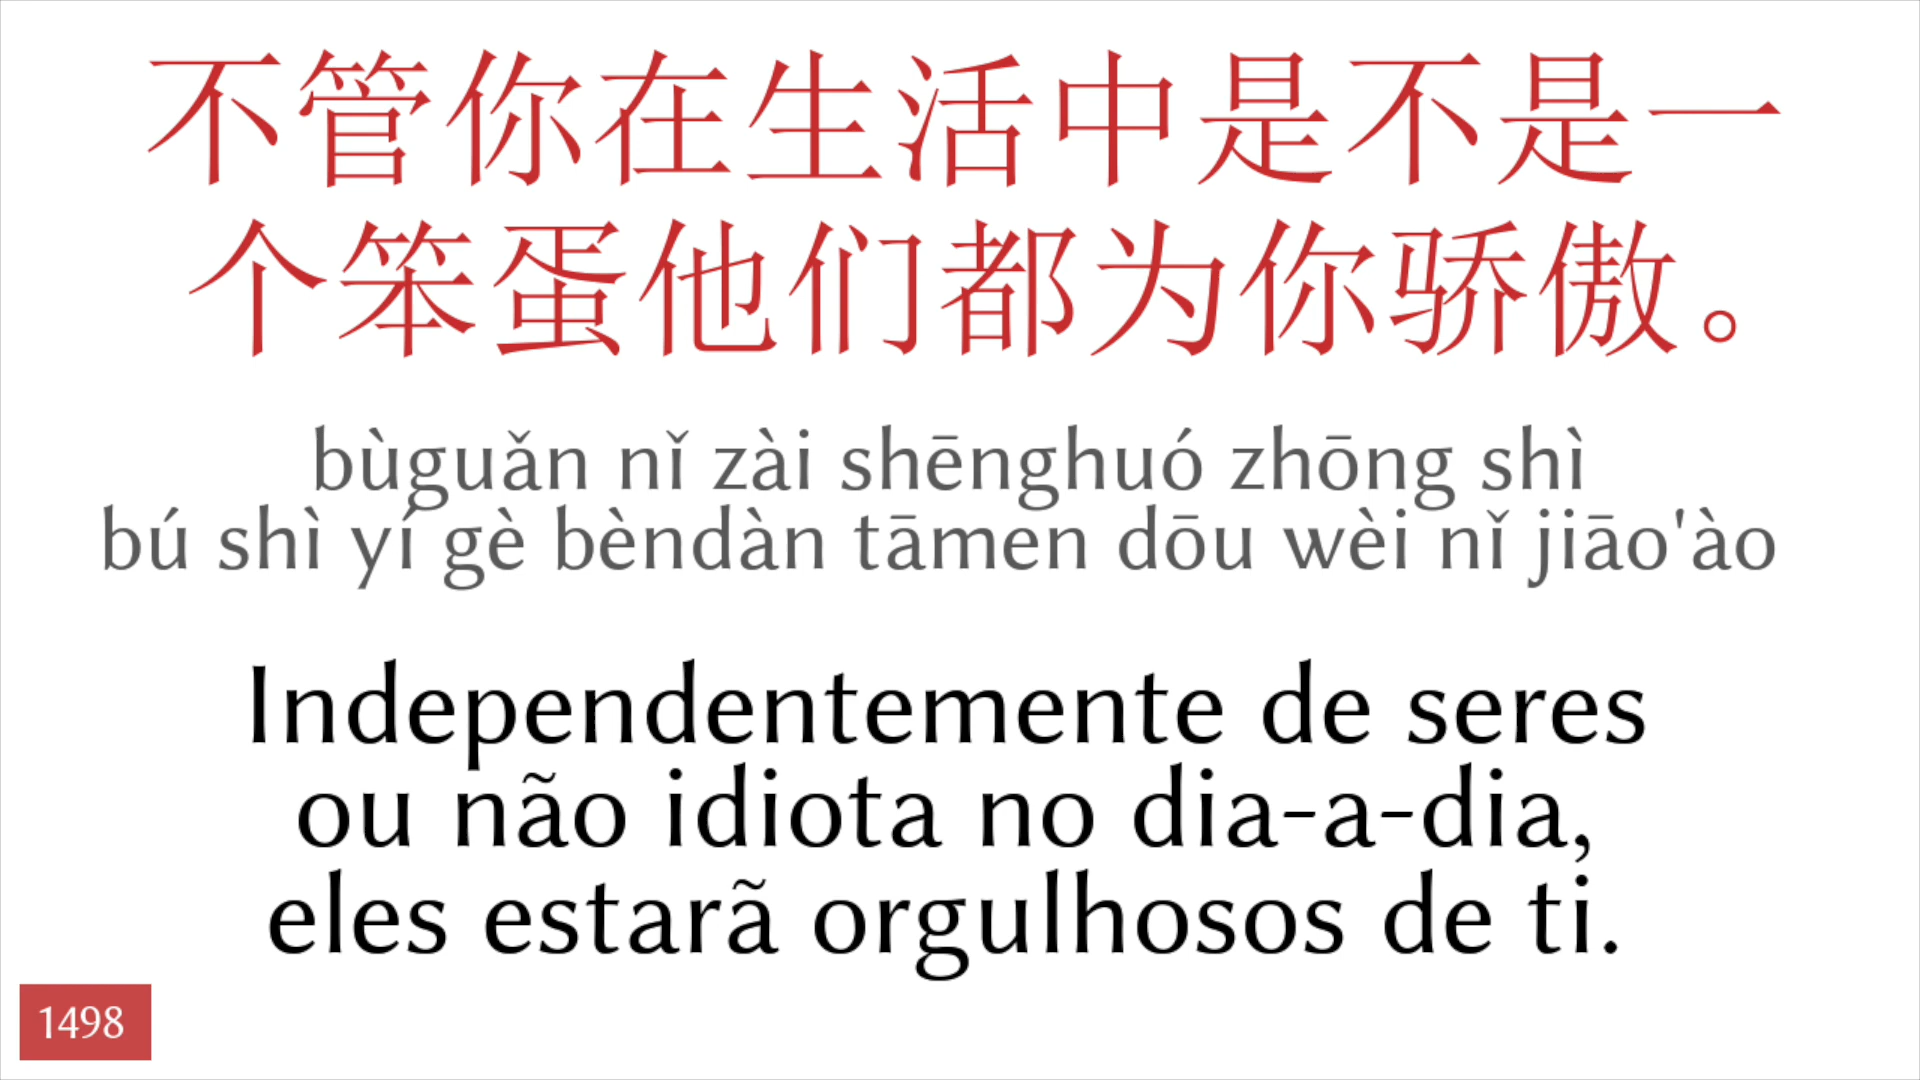 不管你在生活中是不是一
个笨蛋他们都为你骄傲。
bùguǎn nǐ zài shēnghuó zhōng shì
bú shì yí gè bèndàn tāmen dōu wèi nǐ jiāo'ào
Independentemente de seres
ou não idiota no dia-a-dia,
eles estarã orgulhosos de ti.
1498